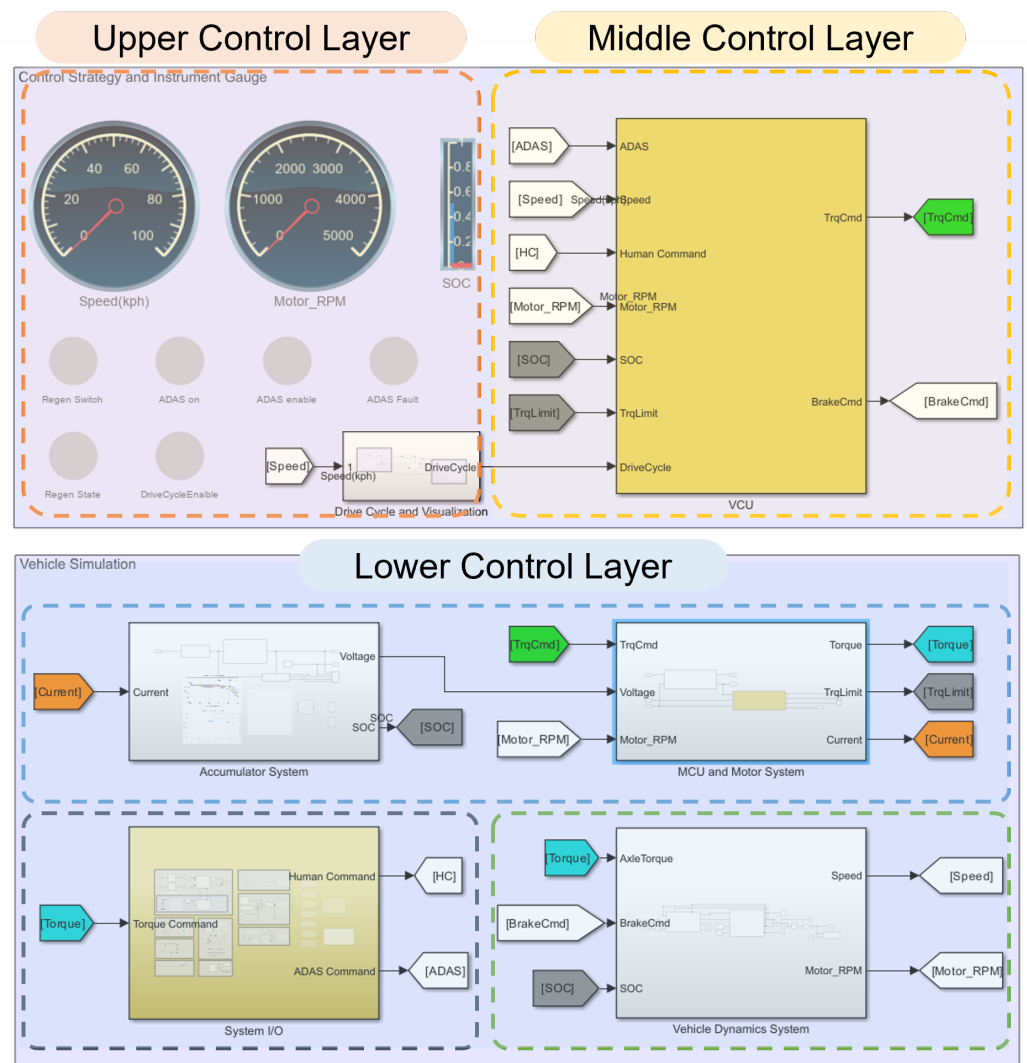 Upper Control Layer
Middle Control Layer
Control Strategy and Instrument Gauge
0
20
40
60
80
100
Speed(kph)
0
1000
2000
3000
4000
5000
Motor_RPM
0.8
0.6
0.4
0.2
0
SOC
Regen Switch
ADAS on
ADAS enable
ADAS Fault
Regen State
DriveCycleEnable
[Speed]
1
Speed(kph)
DriveCycle
Drive Cycle and Visualization
[ADAS]
ADAS
[Speed]
Speed(kph)
Speed
[HC]
Human Command
[Motor_RPM]
Motor_RPM
Motor_RPM
[SOC]
SOC
[TrqLimit]
TrqLimit
DriveCycle
TrqCmd
[TrqCmd]
BrakeCmd
[BrakeCmd]
VCU
Vehicle Simulation
Lower Control Layer
[Current]
Current
Voltage
SOC
SOC
[SOC]
Accumulator System
[TrqCmd]
TrqCmd
Voltage
[Motor_RPM]
Motor_RPM
Torque
[Torque]
TrqLimit
[TrqLimit]
Current
[Current]
MCU and Motor System
[Torque]
Torque Command
Human Command
[HC]
ADAS Command
[ADAS]
System I/O
[Torque]
AxleTorque
[BrakeCmd]
BrakeCmd
[SOC]
SOC
Speed
[Speed]
Motor_RPM
[Motor_RPM]
Vehicle Dynamics System